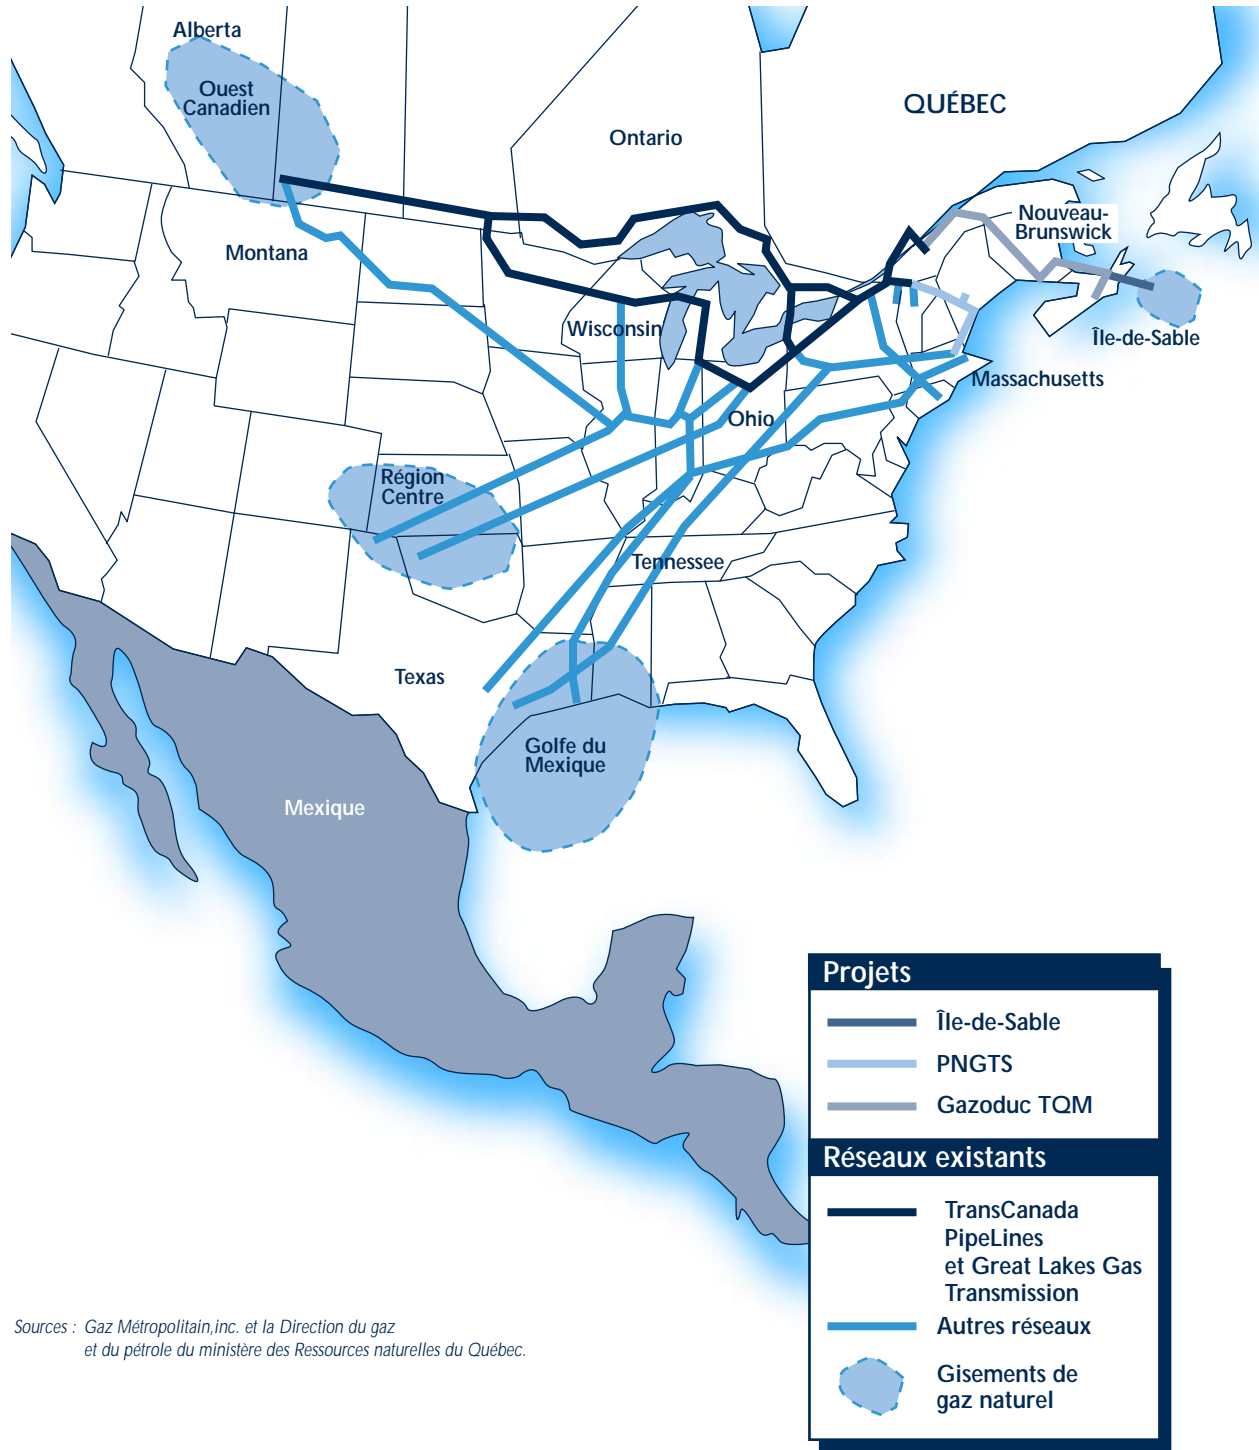 Alberta
Ouest
Canadien
Ontario
QUÉBEC
Nouveau-
Brunswick
Montana
Wisconsin
Île-de-Sable
Massachusetts
Ohio
Région
Centre
Tennessee
Texas
Golfe du
Mexique
Mexique
Projets
Île-de-Sable
PNGTS
Gazoduc TQM
Réseaux existants
TransCanada
PipeLines
et Great Lakes Gas
Transmission
Autres réseaux
Gisements de
gaz naturel
Sources : Gaz Métropolitain,inc. et la Direction du gaz
et du pétrole du ministère des Ressources naturelles du Québec.